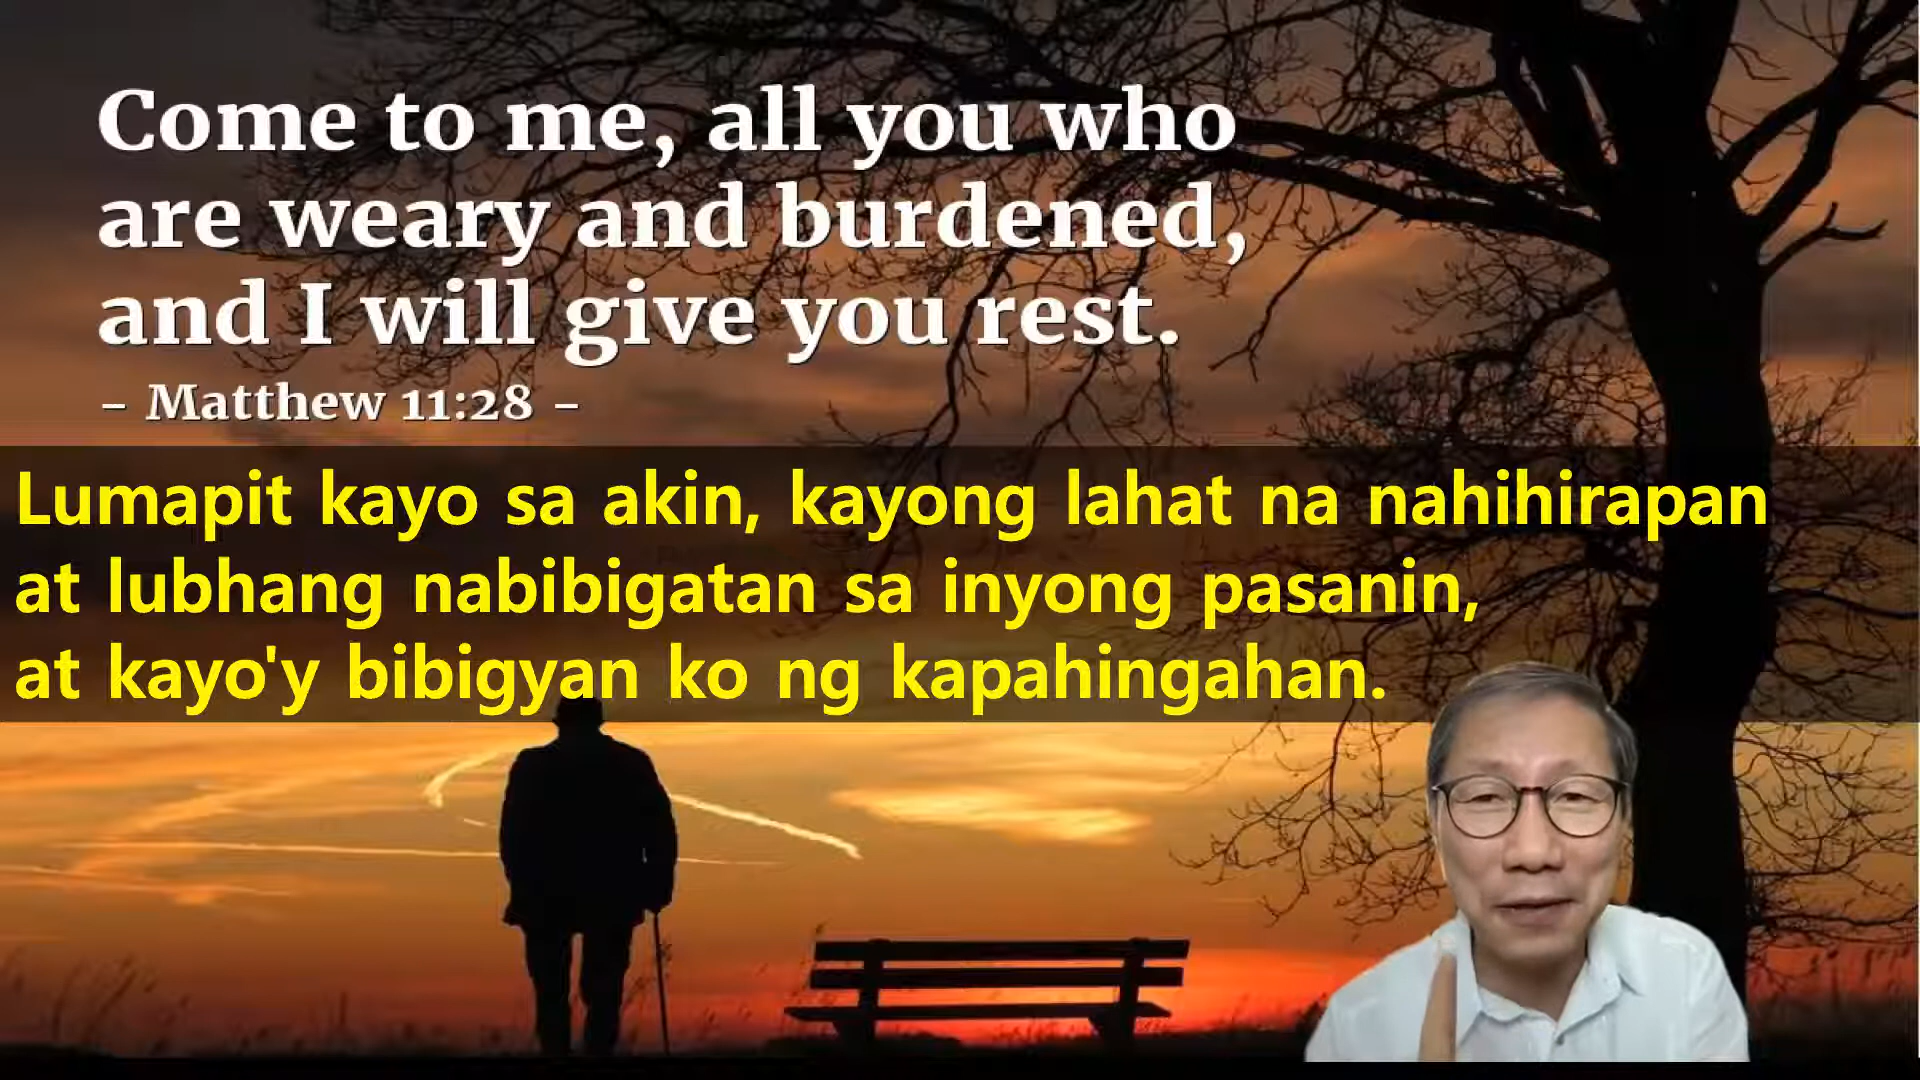 Come to me, all you who
are weary and burdened,
and I will give you rest.
- Matthew 11:28 -
Lumapit kayo sa akin, kayong lahat na nahihirapan
at lubhang nabibigatan sa inyong pasanin,
at kayo'y bibigyan ko ng kapahingahan.